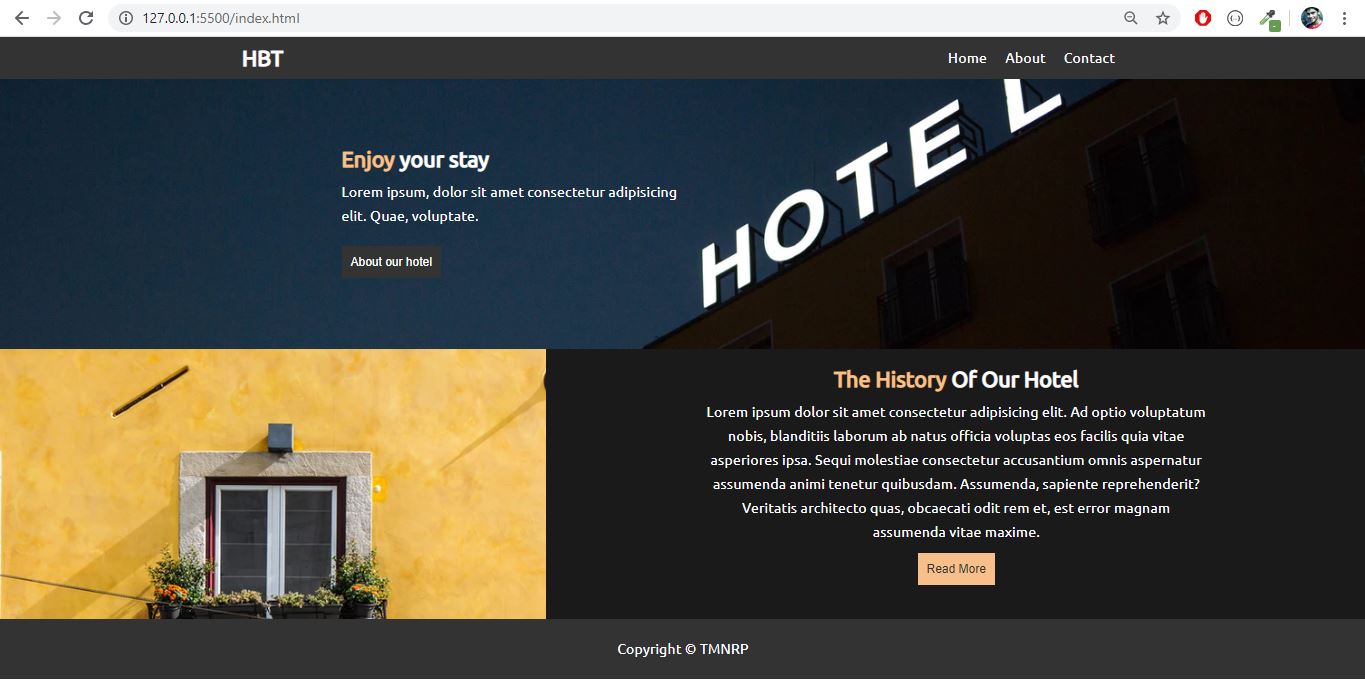 127.0.0.1:5500/index.html
HBT
Home About Contact
HOTEL
Enjoy your stay
Lorem ipsum, dolor sit amet consectetur adipisicing
elit. Quae, voluptate.
About our hotel
The History Of Our Hotel
Lorem ipsum dolor sit amet consectetur adipisicing elit. Ad optio voluptatum
nobis, blanditiis laborum ab natus officia voluptas eos facilis quia vitae
asperiores ipsa. Sequi molestiae consectetur accusantium omnis aspernatur
assumenda animi tenetur quibusdam. Assumenda, sapiente reprehenderit?
Veritatis architecto quas, obcaecati odit rem et, est error magnam
assumenda vitae maxime.
Read More
Copyright © TMNRP